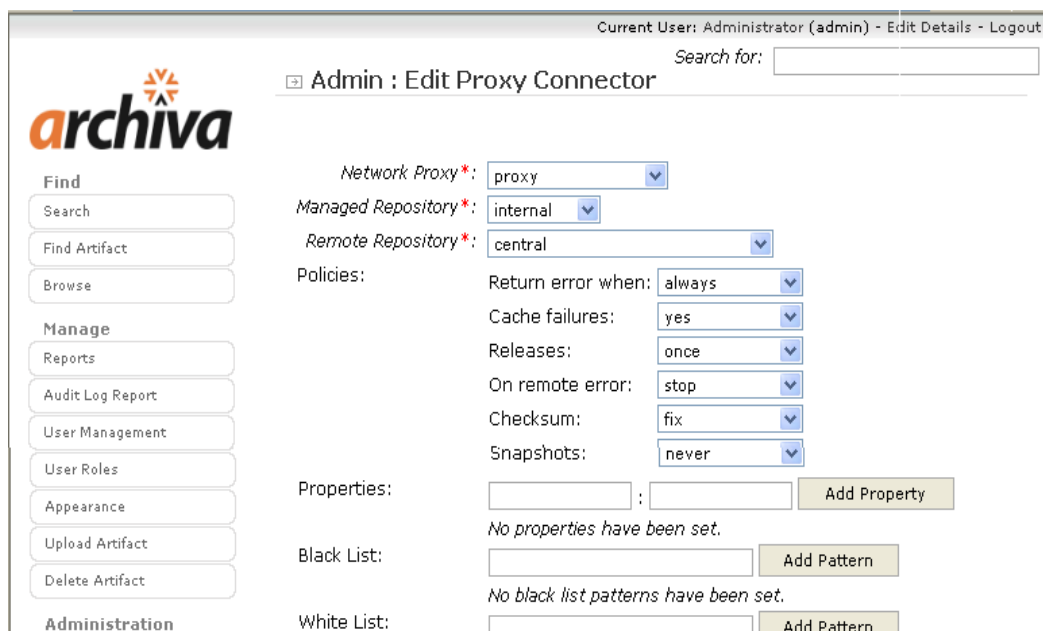 Current User: Administrator (admin) - Edit Details - Logout
Search for:
Admin : Edit Proxy Connector
archiva
Find
Search
Find Artifact
Browse
Manage
Reports
Audit Log Report
User Management
User Roles
Appearance
Upload Artifact
Delete Artifact
Administration
Network Proxy*: proxy
Managed Repository*: internal
Remote Repository*: central
Policies:
Return error when: always
Cache failures: yes
Releases: once
On remote error: stop
Checksum: fix
Snapshots: never
Properties: : Add Property
No properties have been set.
Black List: Add Pattern
No black list patterns have been set.
White List: Add Pattern